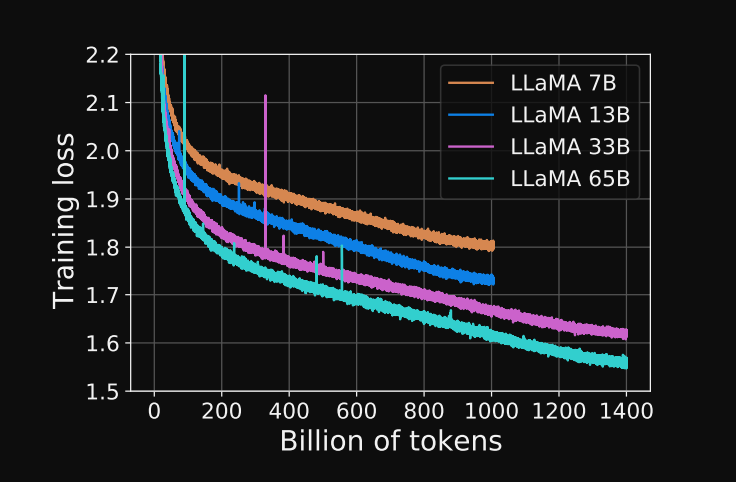 2.2
2.1
2.0
1.9
1.8
1.7
1.6
1.5
Training loss
LLaMA 7B
LLaMA 13B
LLaMA 33B
LLaMA 65B
0 200 400 600 800 1000 1200 1400
Billion of tokens